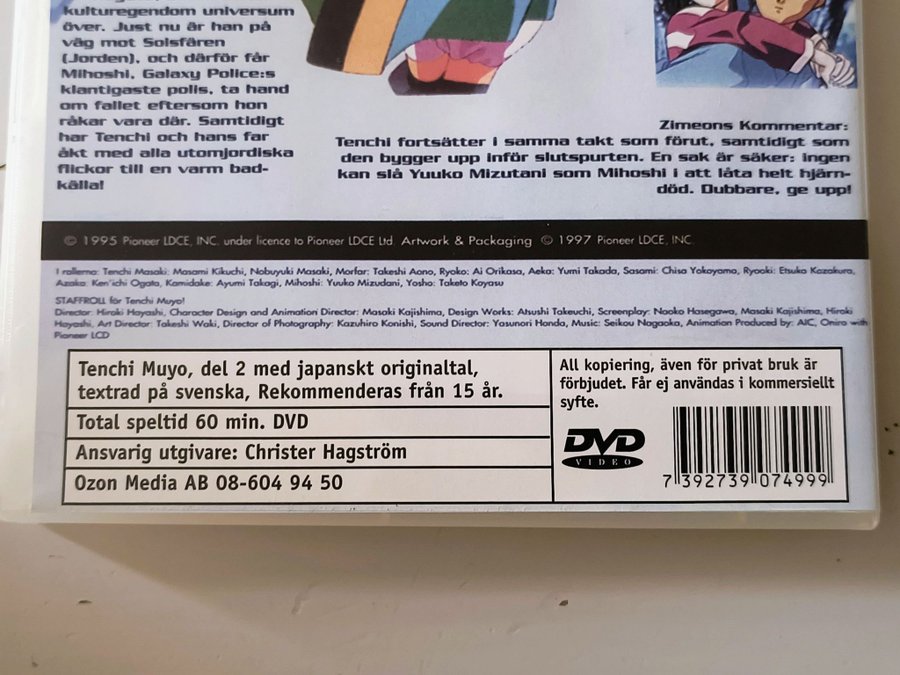 kulturegendom universum
över. Just nu är han på
väg mot Solsfären
(Jorden), och därför får
Mihoshi, Galaxy Police:s
klantigaste polis, ta hand
om fallet eftersom hon
råkar vara där. Samtidigt
har Tenchi och hans far
åkt med alla utomjordiska
flickor till en varm bad-
källa!
Zimeons Kommentar:
Tenchi fortsätter i samma takt som förut, samtidigt som
den bygger upp inför slutspurten. En sak är säker: ingen
kan slå Yuuko Mizutani som Mihoshi i att låta helt hjärn-
död. Dubbare, ge upp!
© 1995 Pioneer LDCE, INC. under licence to Pioneer LDCE Ltd. Artwork & Packaging © 1997 Pioneer LDCE, INC.
I rollerna: Tenchi Masaki: Masami Kikuchi, Nobuyuki Masaki, Morfar: Takeshi Aono, Ryoko: Ai Orikasa, Aeka: Yumi Takada, Sasami: Chisa Yokoyama, Ryooki: Etsuko Kozakura,
Azaka: Ken'ichi Ogata, Kamidake: Ayumi Takagi, Mihoshi: Yuuko Mizudani, Yosho: Taketo Koyasu
STAFFROLL för Tenchi Muyo!
Director: Hiroki Hayashi, Character Design and Animation Director: Masaki Kajishima, Design Works: Atsushi Takeuchi, Screenplay: Naoko Hasegawa, Masaki Kajishima, Hiroki
Hayashi, Art Director: Takeshi Waki, Director of Photography: Kazuhiro Konishi, Sound Director: Yasunori Honda, Music: Seikou Nagaoka, Animation Produced by: AIC, Oniro with
Pioneer LCD
Tenchi Muyo, del 2 med japanskt originaltal,
textrad på svenska, Rekommenderas från 15 år.
Total speltid 60 min. DVD
Ansvarig utgivare: Christer Hagström
Ozon Media AB 08-604 94 50
All kopiering, även för privat bruk är
förbjudet. Får ej användas i kommersiellt
syfte.
DVD
VIDEO
7 392739 074999